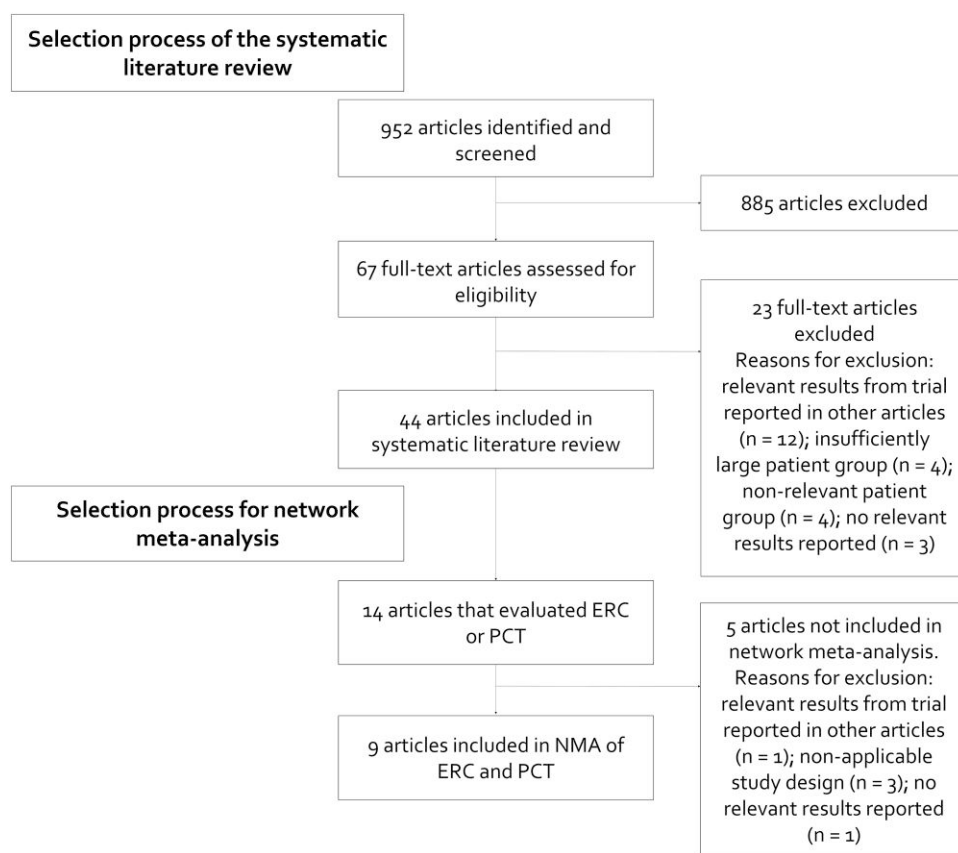 Selection process of the systematic
literature review
952 articles identified and
screened
885 articles excluded
67 full-text articles assessed for
eligibility
23 full-text articles
excluded
Reasons for exclusion:
relevant results from trial
reported in other articles
(n = 12); insufficiently
large patient group (n = 4);
non-relevant patient
group (n = 4); no relevant
results reported (n = 3)
44 articles included in
systematic literature review
Selection process for network
meta-analysis
14 articles that evaluated ERC
or PCT
5 articles not included in
network meta-analysis.
Reasons for exclusion:
relevant results from trial
reported in other articles
(n = 1); non-applicable
study design (n = 3); no
relevant results reported
(n = 1)
9 articles included in NMA of
ERC and PCT